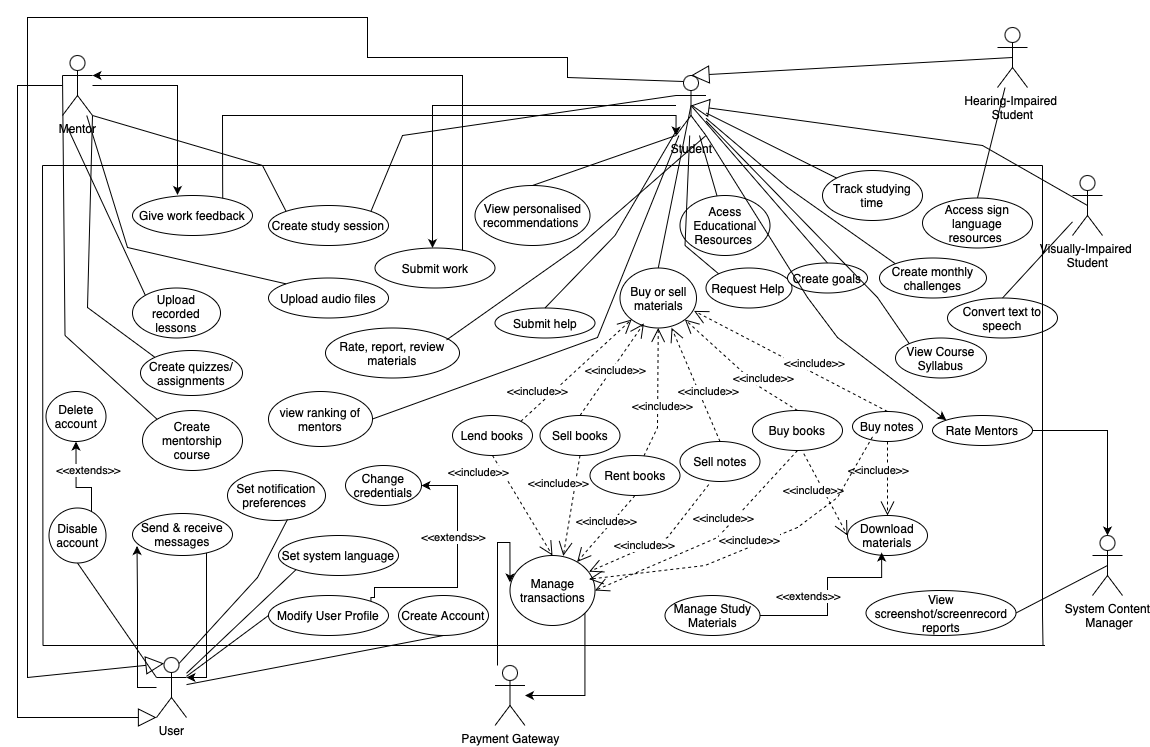 Hearing-Impaired
Student
Mentor
Student
Track studying
time
Give work feedback
Create study session
View personalised
recommendations
Acess
Educational
Resources
Access sign
language
resources
Visually-Impaired
Student
Submit work
Upload audio files
Upload
recorded
lessons
Buy or sell
materials
Request Help
Create goals
Create monthly
challenges
Convert text to
speech
Submit help
Rate, report, review
materials
View Course
Syllabus
Create quizzes/
assignments
<<include>>
<<include>>
<<include>>
<<include>>
<<include>>
<<include>>
Delete
account
view ranking of
mentors
Create
mentorship
course
Lend books
Sell books
Rent books
Sell notes
Buy books
Buy notes
Rate Mentors
<<extends>>
Change
credentials
Set notification
preferences
<<include>>
<<include>>
<<include>>
<<include>>
<<include>>
<<include>>
<<include>>
<<include>>
Disable
account
Send & receive
messages
<<extends>>
Download
materials
Set system language
Manage
transactions
<<extends>>
Modify User Profile
Create Account
Manage Study
Materials
View
screenshot/screenrecord
reports
System Content
Manager
User
Payment Gateway